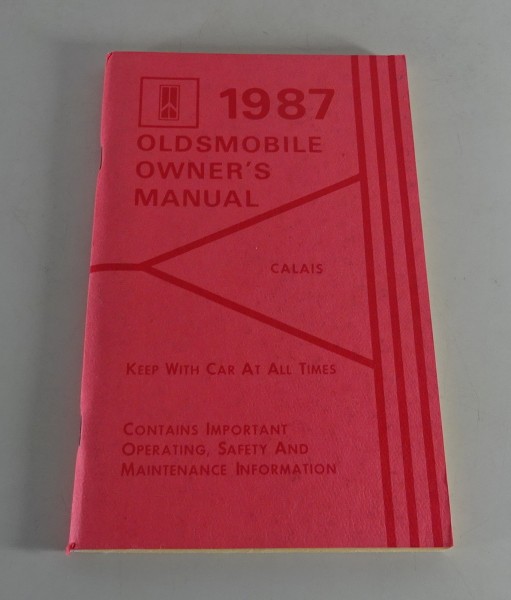 1987
OLDSMOBILE
OWNER'S
MANUAL
CALAIS
KEEP WITH CAR AT ALL TIMES
CONTAINS IMPORTANT
OPERATING, SAFETY AND
MAINTENANCE INFORMATION